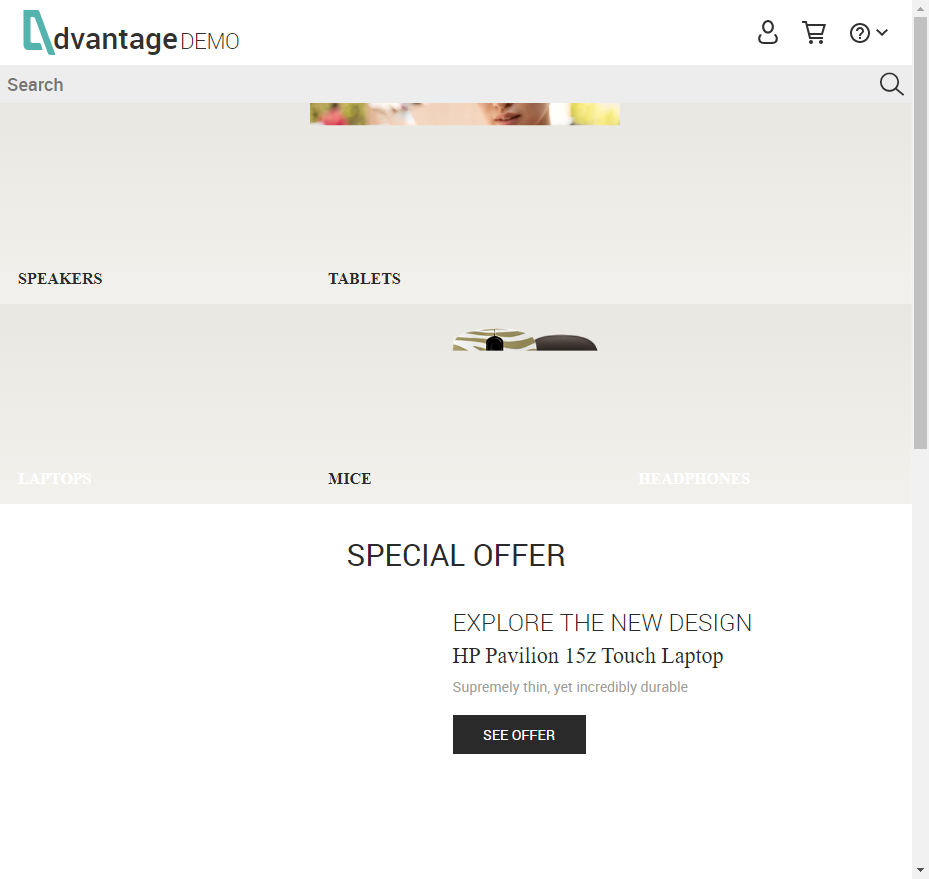 dvantage DEMO
Search
SPEAKERS
TABLETS
LAPTOPS
MICE
HEADPHONES
SPECIAL OFFER
EXPLORE THE NEW DESIGN
HP Pavilion 15z Touch Laptop
Supremely thin, yet incredibly durable
SEE OFFER